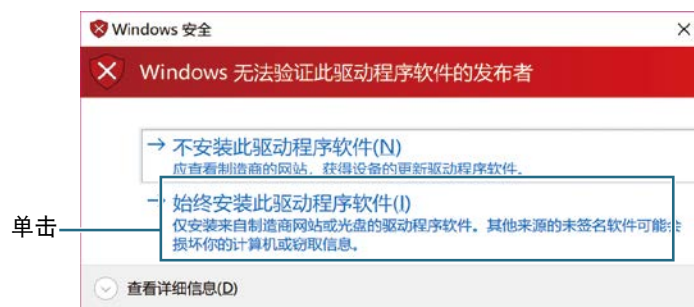 Windows 安全
Windows 无法验证此驱动程序软件的发布者
不安装此驱动程序软件(N)
应查看制造商的网站，获得设备的更新驱动程序软件。
始终安装此驱动程序软件(I)
单击
仅安装来自制造商网站或光盘的驱动程序软件。其他来源的未签名软件可能会
损坏你的计算机或窃取信息。
查看详细信息(D)